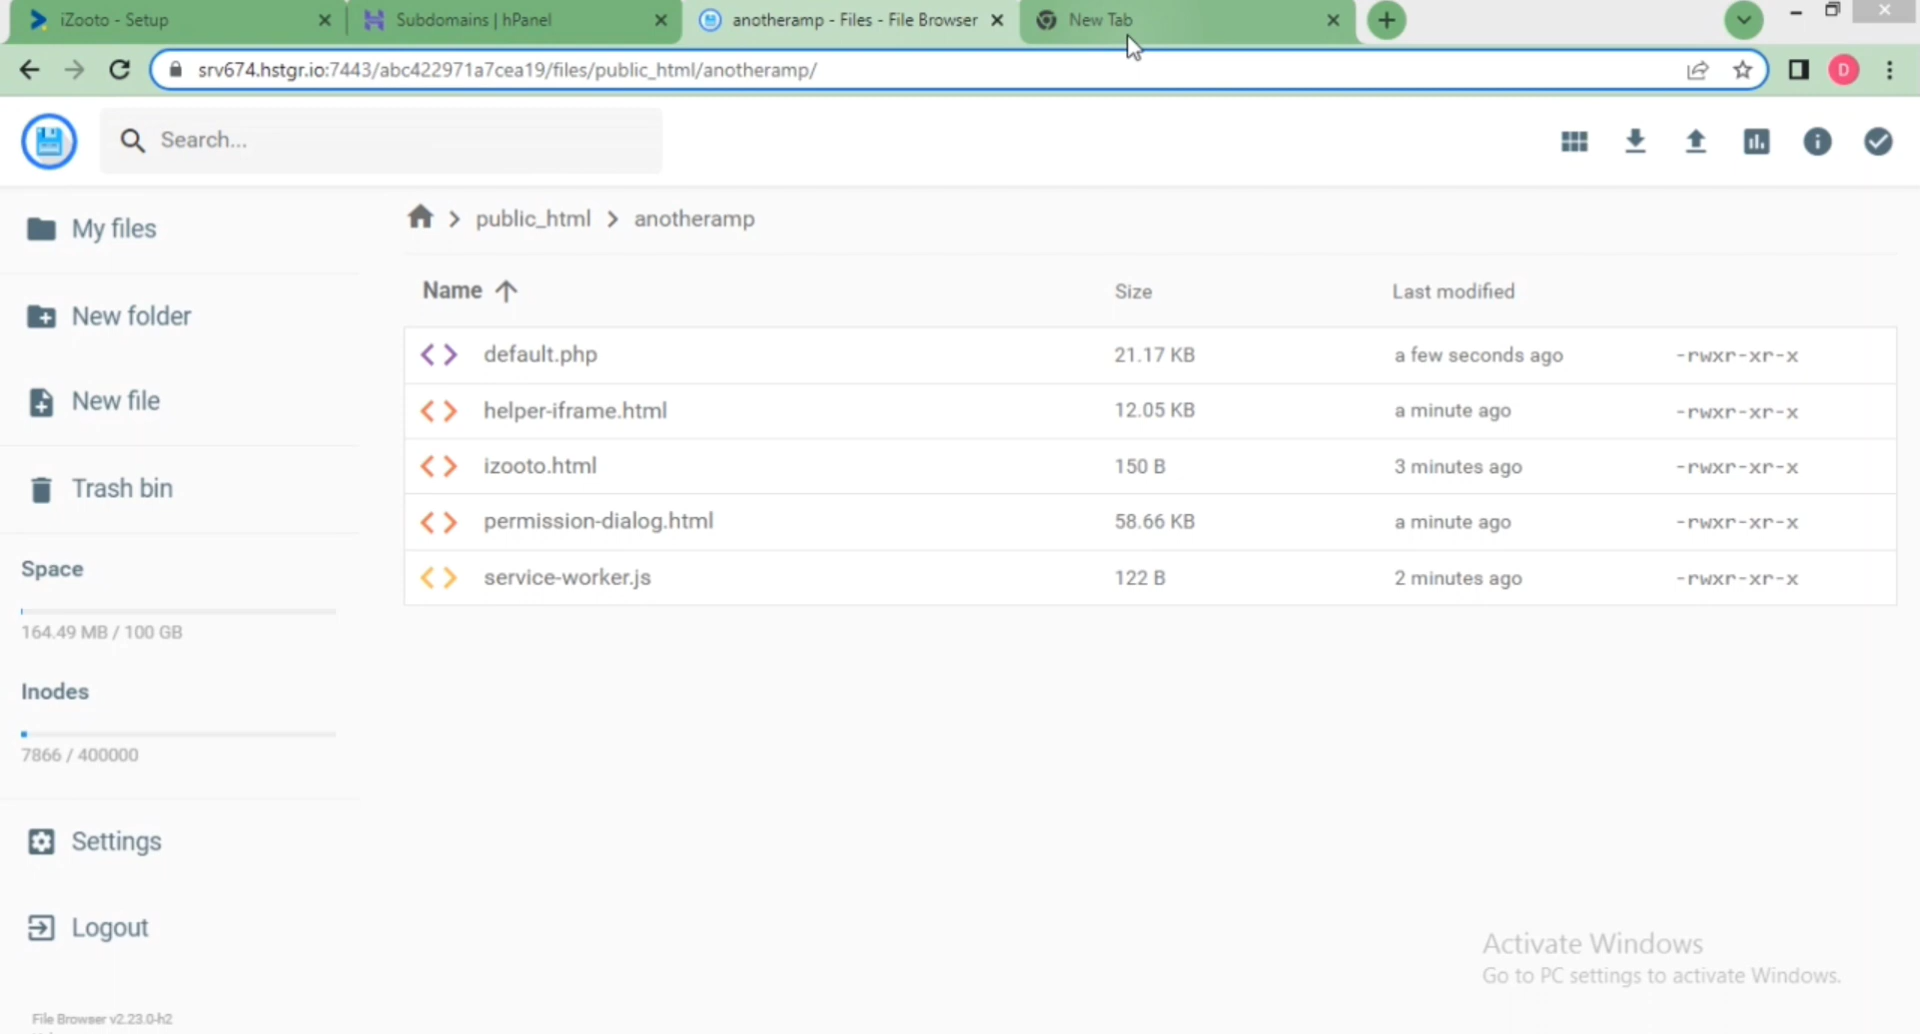 iZooto - Setup
Subdomains | hPanel
anotheramp - Files - File Browser
New Tab
srv674.hstgr.io:7443/abc422971a7cea19/files/public_html/anotheramp/
D
Search...
My files
New folder
New file
Trash bin
Space
164.49 MB / 100 GB
Inodes
7866 / 400000
Settings
Logout
File Browser v2.23.0-h2
public_html > anotheramp
Name Size Last modified
default.php 21.17 KB a few seconds ago -rwxr-xr-x
helper-iframe.html 12.05 KB a minute ago -rwxr-xr-x
izooto.html 150 B 3 minutes ago -rwxr-xr-x
permission-dialog.html 58.66 KB a minute ago -rwxr-xr-x
service-worker.js 122 B 2 minutes ago -rwxr-xr-x
Activate Windows
Go to PC settings to activate Windows.